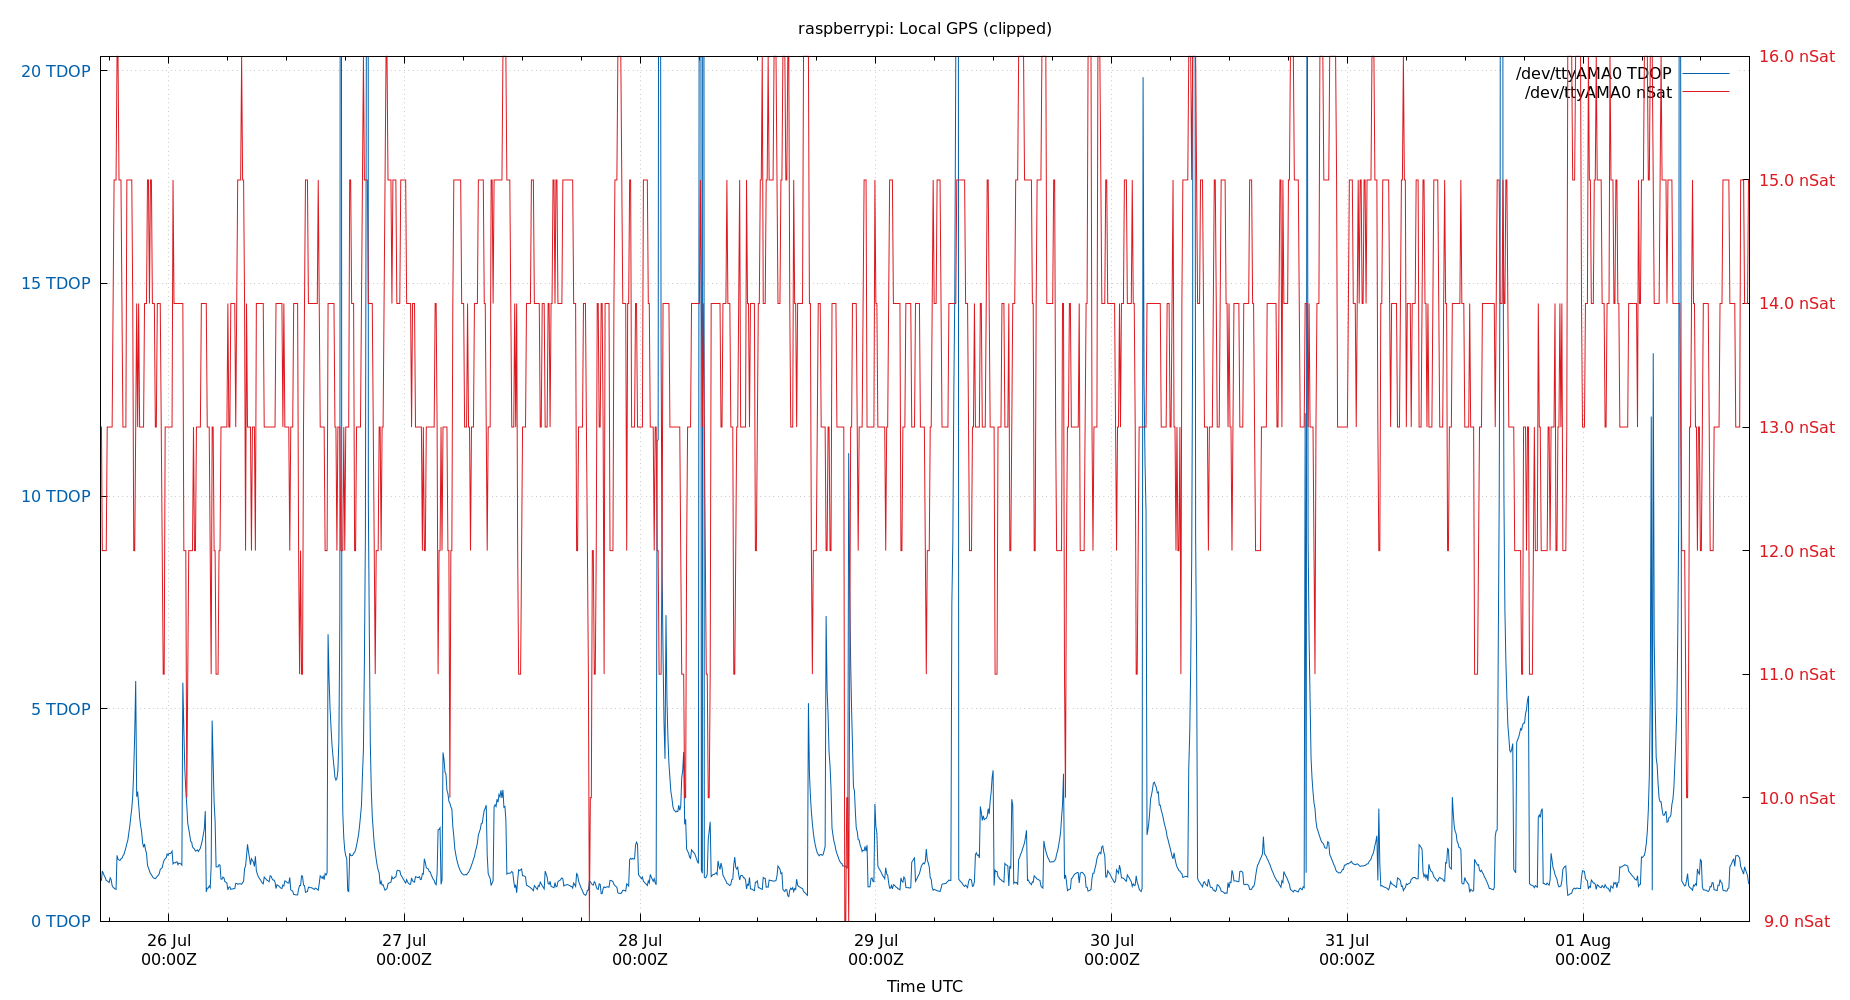 raspberrypi: Local GPS (clipped)
20 TDOP
15 TDOP
10 TDOP
5 TDOP
0 TDOP
16.0 nSat
15.0 nSat
14.0 nSat
13.0 nSat
12.0 nSat
11.0 nSat
10.0 nSat
9.0 nSat
/dev/ttyAMA0 TDOP
/dev/ttyAMA0 nSat
26 Jul
00:00Z
27 Jul
00:00Z
28 Jul
00:00Z
29 Jul
00:00Z
30 Jul
00:00Z
31 Jul
00:00Z
01 Aug
00:00Z
Time UTC